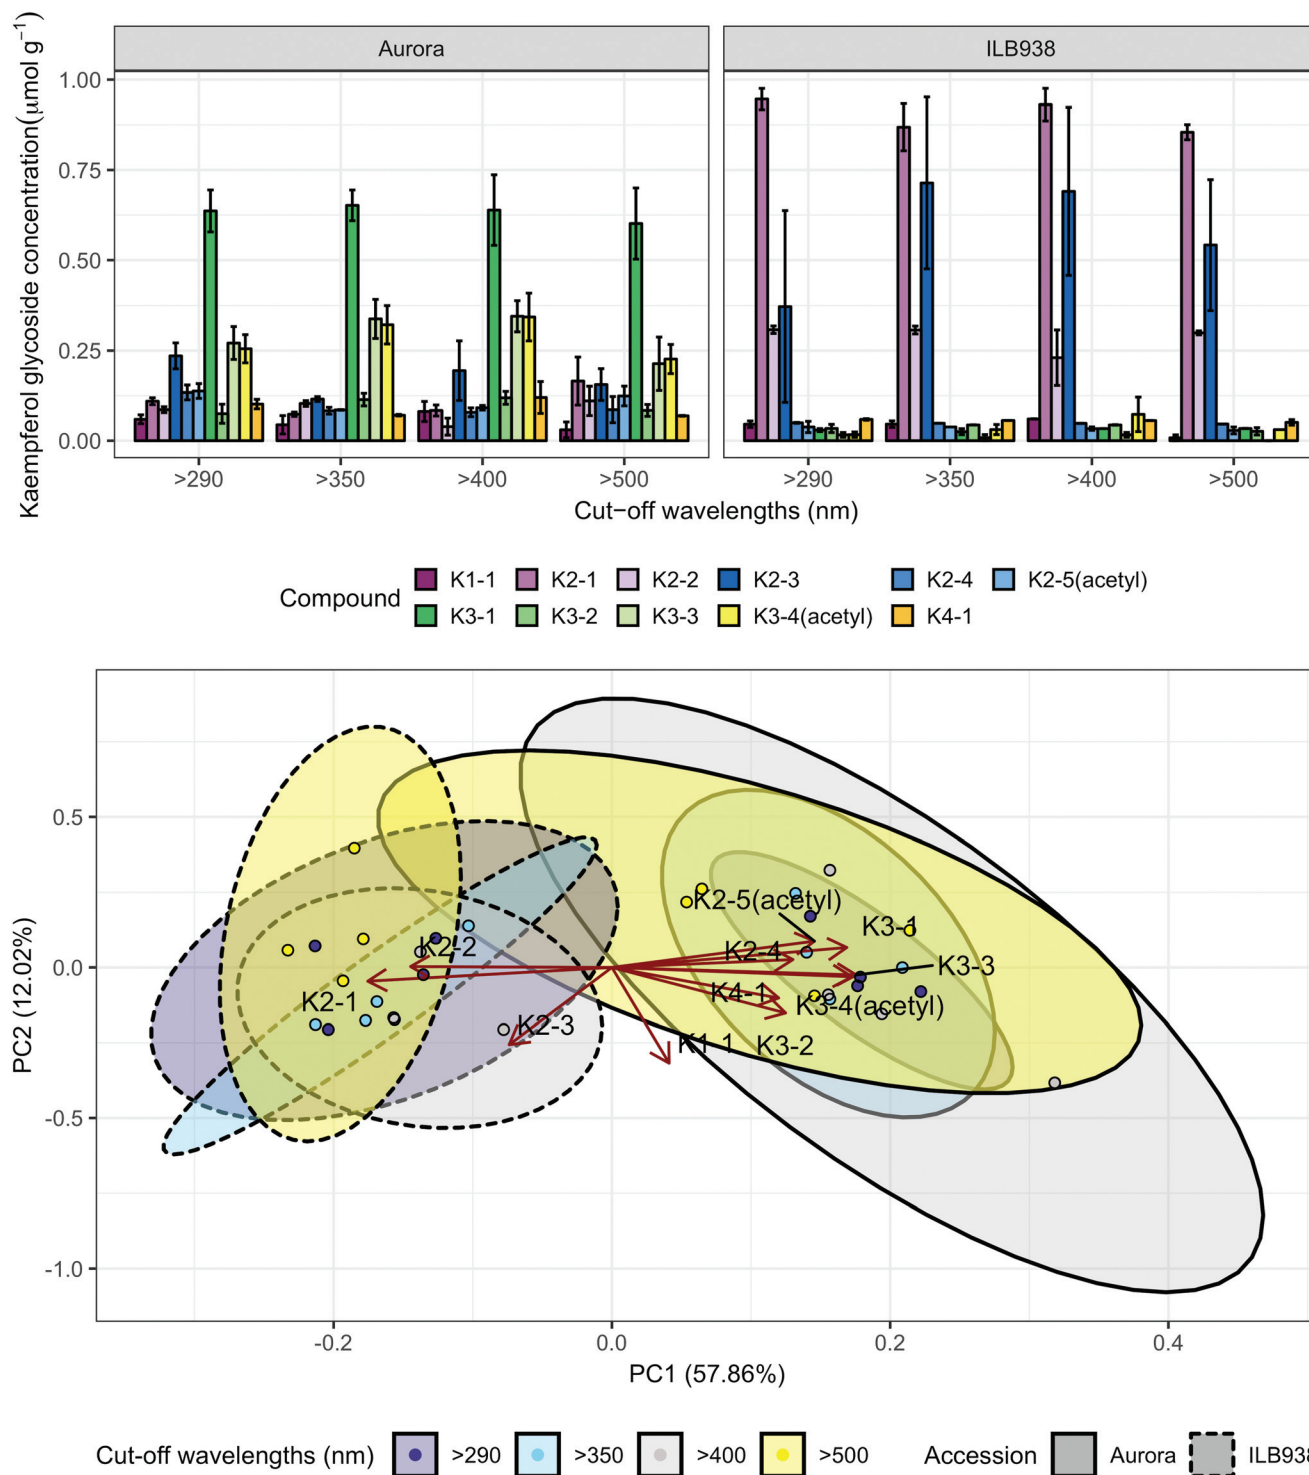 Aurora
ILB938
Kaempferol glycoside concentration(μmol g−1)
1.00
0.75
0.50
0.25
0.00
>290 >350 >400 >500 >290 >350 >400 >500
Cut−off wavelengths (nm)
Compound
K1-1 K2-1 K2-2 K2-3 K2-4 K2-5(acetyl)
K3-1 K3-2 K3-3 K3-4(acetyl) K4-1
PC2 (12.02%)
0.5
0.0
-0.5
-1.0
K2-5(acetyl)
K3-1
K2-2
K2-4
K3-3
K2-1
K4-1
K3-4(acetyl)
K2-3
K1-1
K3-2
-0.2 0.0 0.2 0.4
PC1 (57.86%)
Cut-off wavelengths (nm) >290 >350 >400 >500 Accession Aurora ILB938